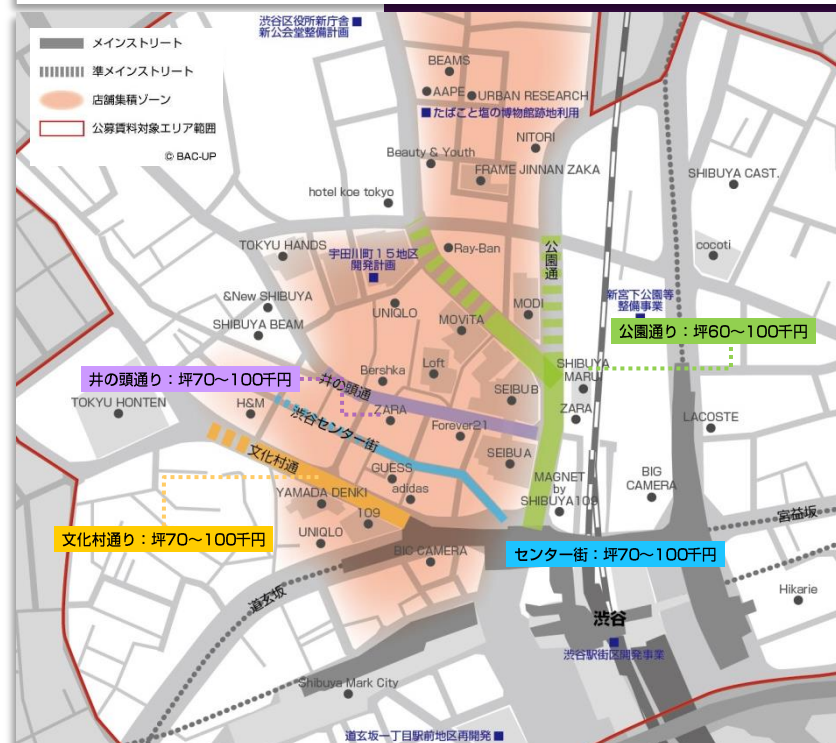 渋谷区役所新庁舎
新公会堂整備計画
メインストリート
準メインストリート
店舗集積ゾーン
公募賃料対象エリア範囲
© BAC-UP
BEAMS
AAPE
URBAN RESEARCH
たばこと塩の博物館跡地利用
NITORI
Beauty & Youth
FRAME JINNAN ZAKA
SHIBUYA CAST.
hotel koe tokyo
TOKYU HANDS
宇田川町15地区
開発計画
Ray-Ban
公園通
cocoti
&New SHIBUYA
UNIQLO
MODI
新宮下公園等
整備事業
SHIBUYA BEAM
MOVITA
公園通り：坪60～100千円
井の頭通り：坪70～100千円
Bershka
Loft
SHIBUYA
MARUI
井の頭通
SEIBU B
TOKYU HONTEN
H&M
渋谷センター街
ZARA
Forever21
ZARA
LACOSTE
文化村通
GUESS
SEIBU A
adidas
MAGNET
by
SHIBUYA109
BIG
CAMERA
YAMADA DENKI
109
宮益坂
文化村通り：坪70～100千円
UNIQLO
BIC CAMERA
センター街：坪70～100千円
道玄坂
Hikarie
渋谷
渋谷駅街区開発事業
Shibuya Mark City
道玄坂一丁目駅前地区再開発